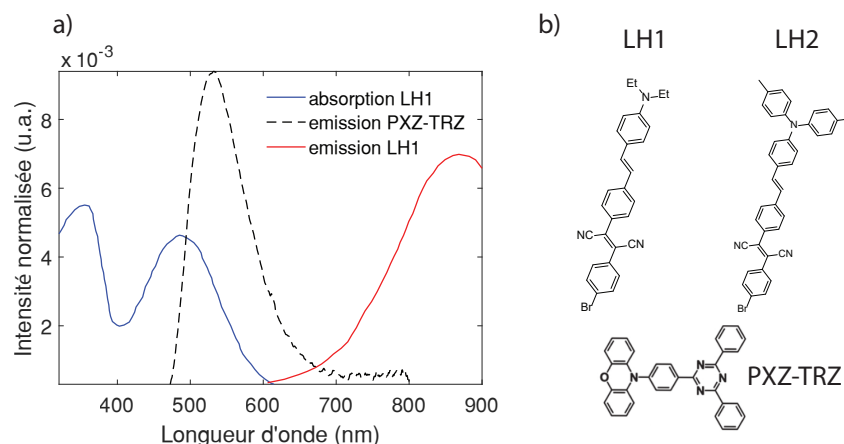 a)
x 10⁻³
8
6
4
2
Intensité normalisée (u.a.)
400 500 600 700 800 900
Longueur d'onde (nm)
absorption LH1
emission PXZ-TRZ
emission LH1
b)
LH1 LH2
Et
N Et
N
NC CN
NC CN
Br
Br
N
O N N
N
PXZ-TRZ